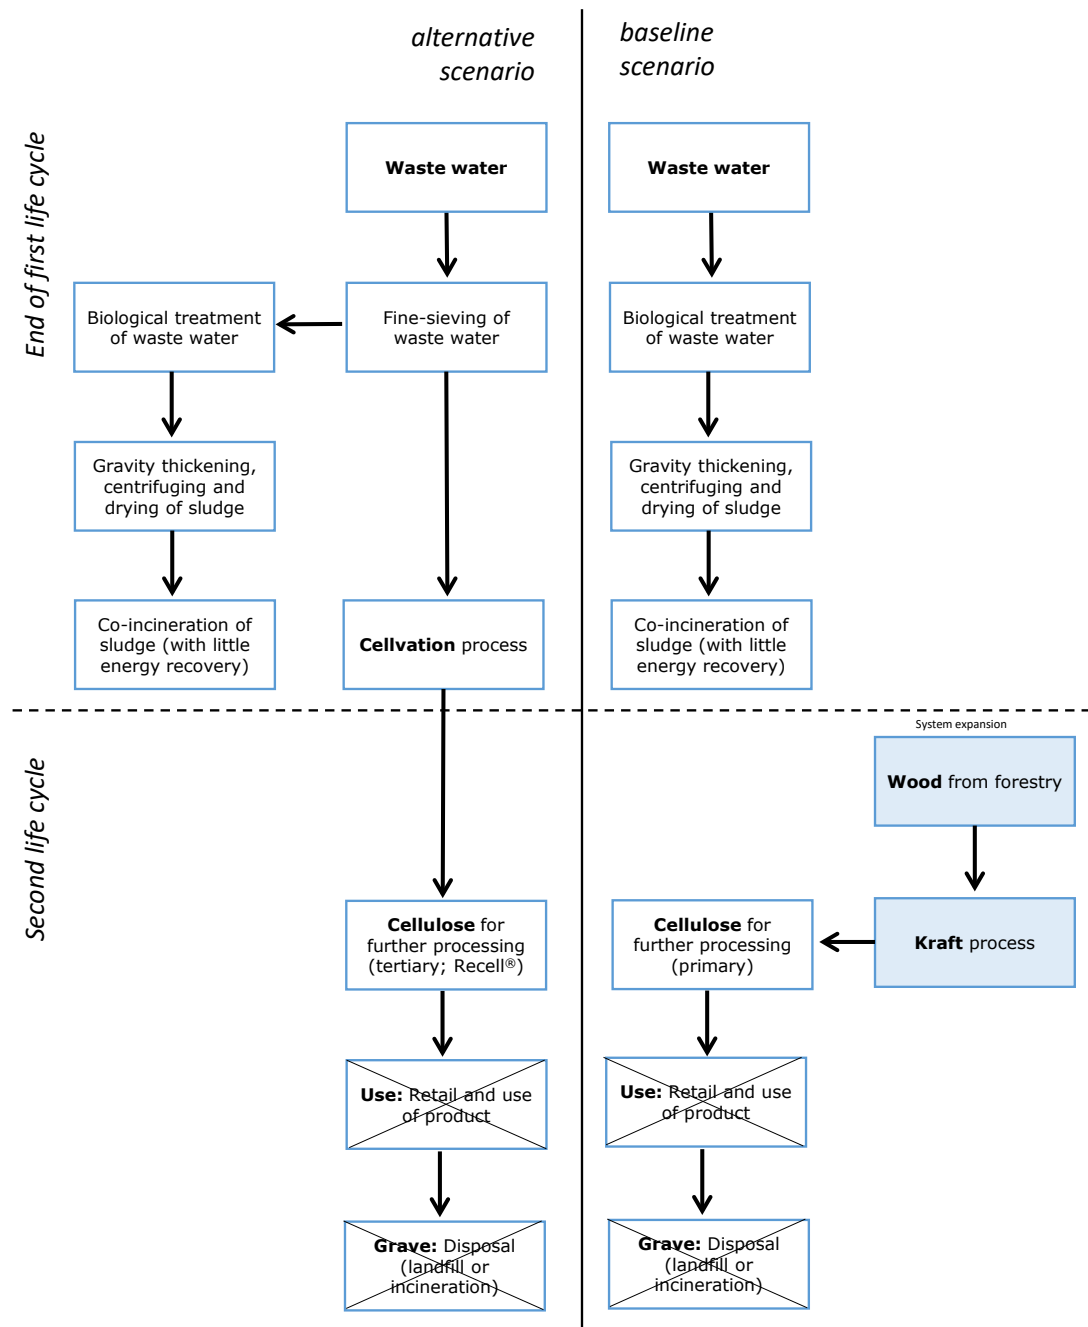 alternative
scenario
baseline
scenario
End of first life cycle
Waste water
Waste water
Biological treatment
of waste water
Fine-sieving of
waste water
Biological treatment
of waste water
Gravity thickening,
centrifuging and
drying of sludge
Gravity thickening,
centrifuging and
drying of sludge
Co-incineration of
sludge (with little
energy recovery)
Cellvation process
Co-incineration of
sludge (with little
energy recovery)
System expansion
Second life cycle
Wood from forestry
Cellulose for
further processing
(tertiary; Recell®)
Cellulose for
further processing
(primary)
Kraft process
Use: Retail and use
of product
Use: Retail and use
of product
Grave: Disposal
(landfill or
incineration)
Grave: Disposal
(landfill or
incineration)